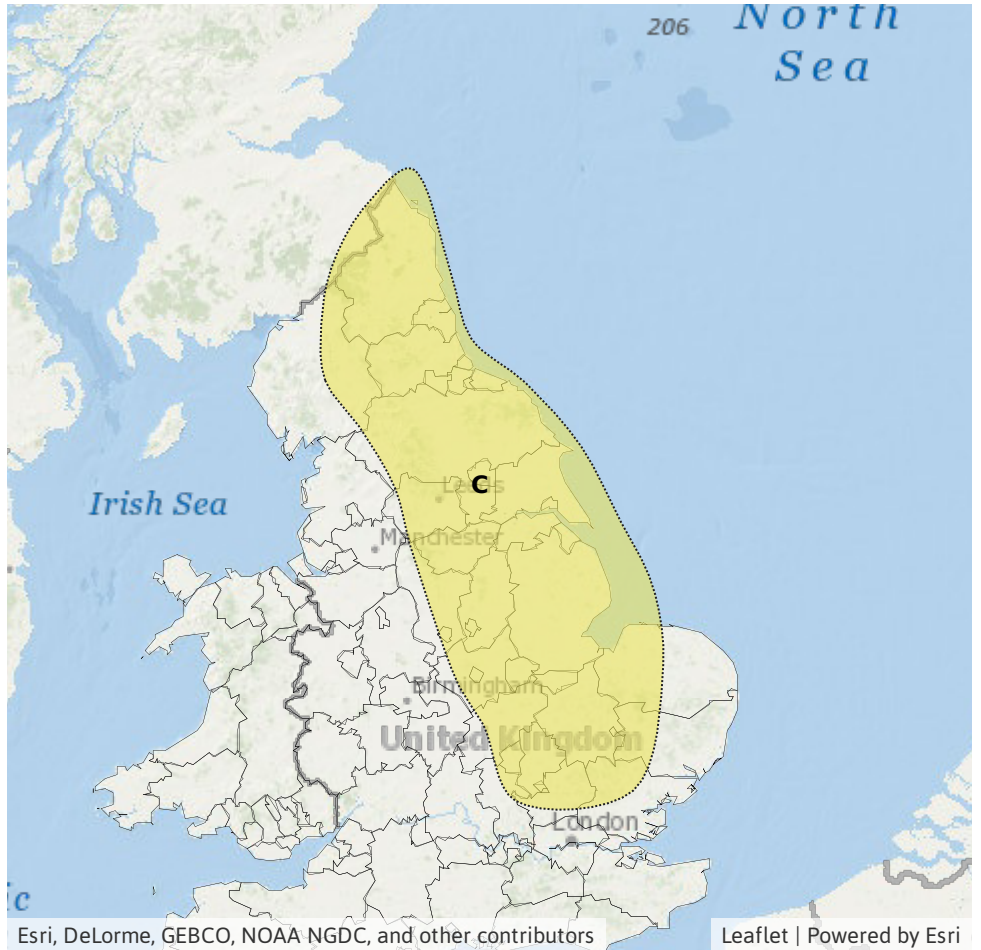 206
North
Sea
Irish Sea
C
Leeds
Manchester
Birmingham
United Kingdom
London
ic
Esri, DeLorme, GEBCO, NOAA NGDC, and other contributors
Leaflet | Powered by Esri